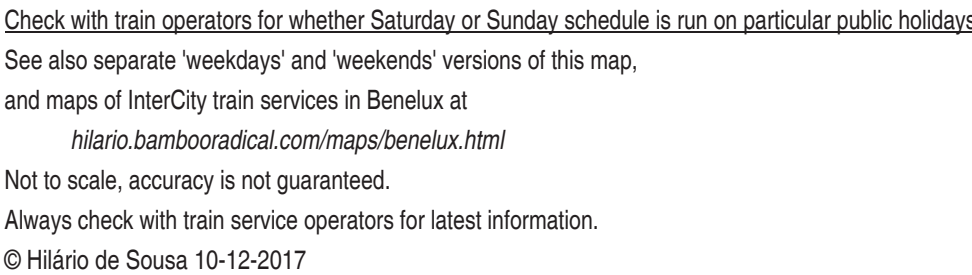 Check with train operators for whether Saturday or Sunday schedule is run on particular public holidays
See also separate 'weekdays' and 'weekends' versions of this map,
and maps of InterCity train services in Benelux at
hilario.bambooradical.com/maps/benelux.html
Not to scale, accuracy is not guaranteed.
Always check with train service operators for latest information.
© Hilário de Sousa 10-12-2017